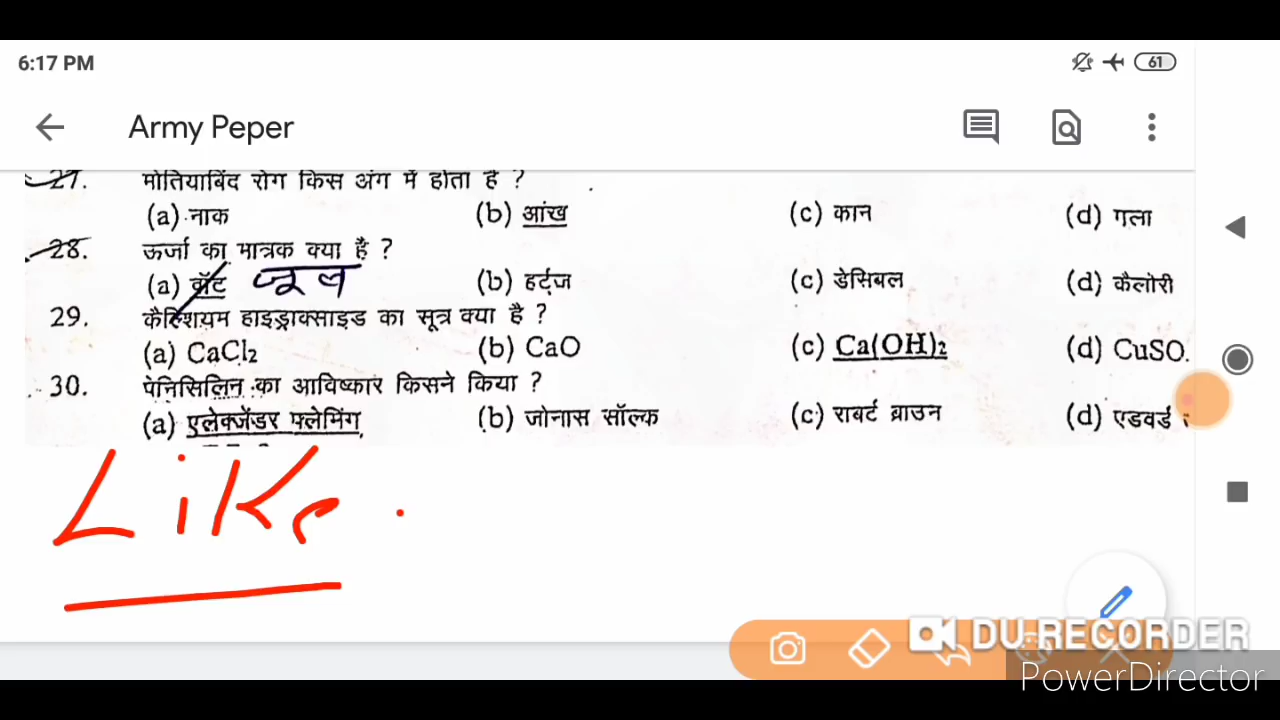 6:17 PM 61
Army Peper
27. मोतियाबिंद रोग किस अंग में होता है ?
(a) नाक (b) आंख (c) कान (d) गला
28. ऊर्जा का मात्रक क्या है ?
(a) वॉट जूल (b) हर्ट्ज (c) डेसिबल (d) कैलोरी
29. कैल्शियम हाइड्राक्साइड का सूत्र क्या है ?
(a) CaCl₂ (b) CaO (c) Ca(OH)₂ (d) CuSO.
30. पेनिसिलिन का आविष्कार किसने किया ?
(a) एलेक्जेंडर फ्लेमिंग (b) जोनास सॉल्क (c) राबर्ट ब्राउन (d) एडवर्ड
Like
DU RECORDER
PowerDirector